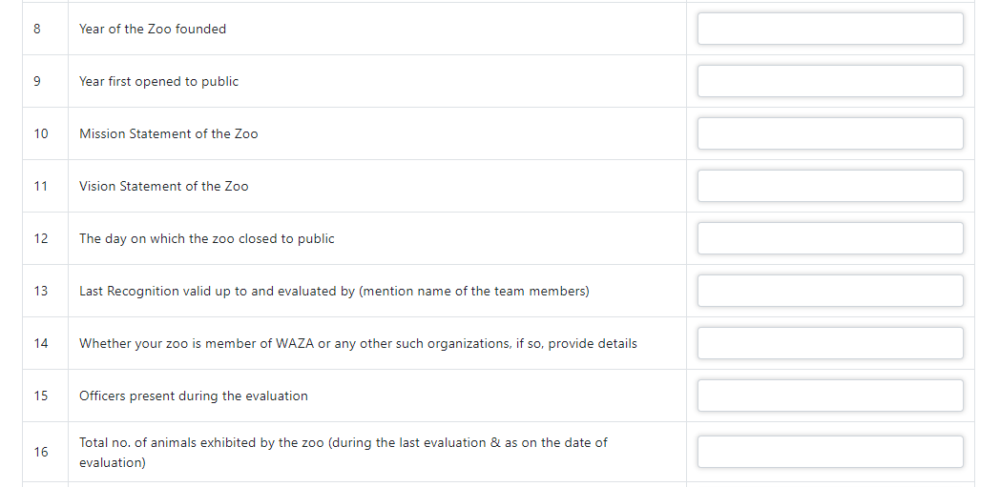 8 Year of the Zoo founded
9 Year first opened to public
10 Mission Statement of the Zoo
11 Vision Statement of the Zoo
12 The day on which the zoo closed to public
13 Last Recognition valid up to and evaluated by (mention name of the team members)
14 Whether your zoo is member of WAZA or any other such organizations, if so, provide details
15 Officers present during the evaluation
16 Total no. of animals exhibited by the zoo (during the last evaluation & as on the date of
evaluation)